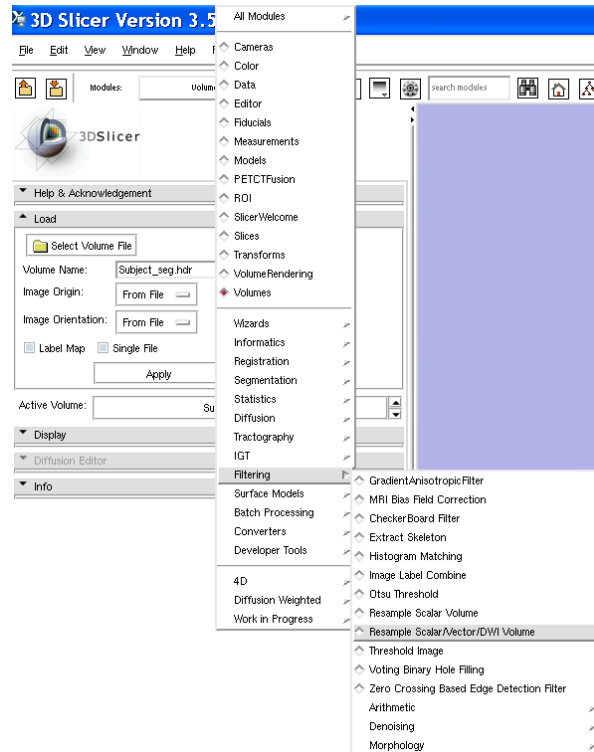 3D Slicer Version 3.5
File Edit View Window Help
Modules: Volume
search modules
3DSlicer
Help & Acknowledgement
Load
Select Volume File
Volume Name: Subject_seg.hdr
Image Origin: From File
Image Orientation: From File
Label Map Single File
Apply
Active Volume: Su
Display
Diffusion Editor
Info
All Modules
Cameras
Color
Data
Editor
Fiducials
Measurements
Models
PETCTFusion
ROI
SlicerWelcome
Slices
Transforms
VolumeRendering
Volumes
Wizards
Informatics
Registration
Segmentation
Statistics
Diffusion
Tractography
IGT
Filtering
Surface Models
Batch Processing
Converters
Developer Tools
4D
Diffusion Weighted
Work in Progress
GradientAnisotropicFilter
MRI Bias Field Correction
CheckerBoard Filter
Extract Skeleton
Histogram Matching
Image Label Combine
Otsu Threshold
Resample Scalar Volume
Resample Scalar/Vector/DWI Volume
Threshold Image
Voting Binary Hole Filling
Zero Crossing Based Edge Detection Filter
Arithmetic
Denoising
Morphology